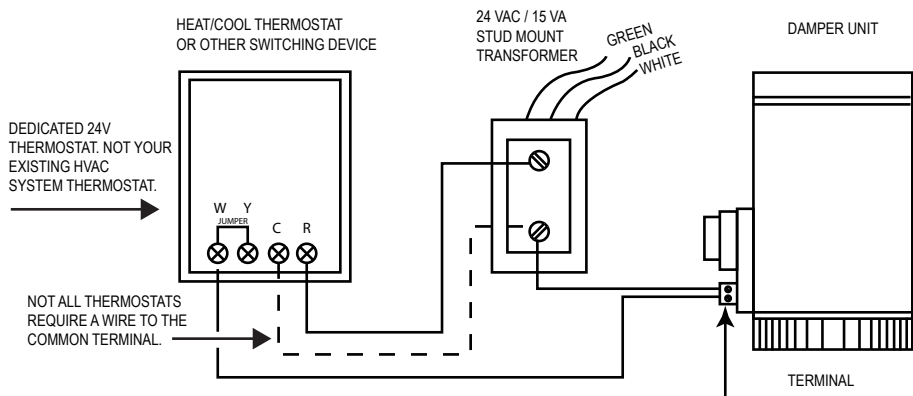 HEAT/COOL THERMOSTAT
OR OTHER SWITCHING DEVICE
24 VAC / 15 VA
STUD MOUNT
TRANSFORMER
GREEN
BLACK
WHITE
DAMPER UNIT
DEDICATED 24V
THERMOSTAT. NOT YOUR
EXISTING HVAC
SYSTEM THERMOSTAT.
W Y
JUMPER
C R
NOT ALL THERMOSTATS
REQUIRE A WIRE TO THE
COMMON TERMINAL.
TERMINAL